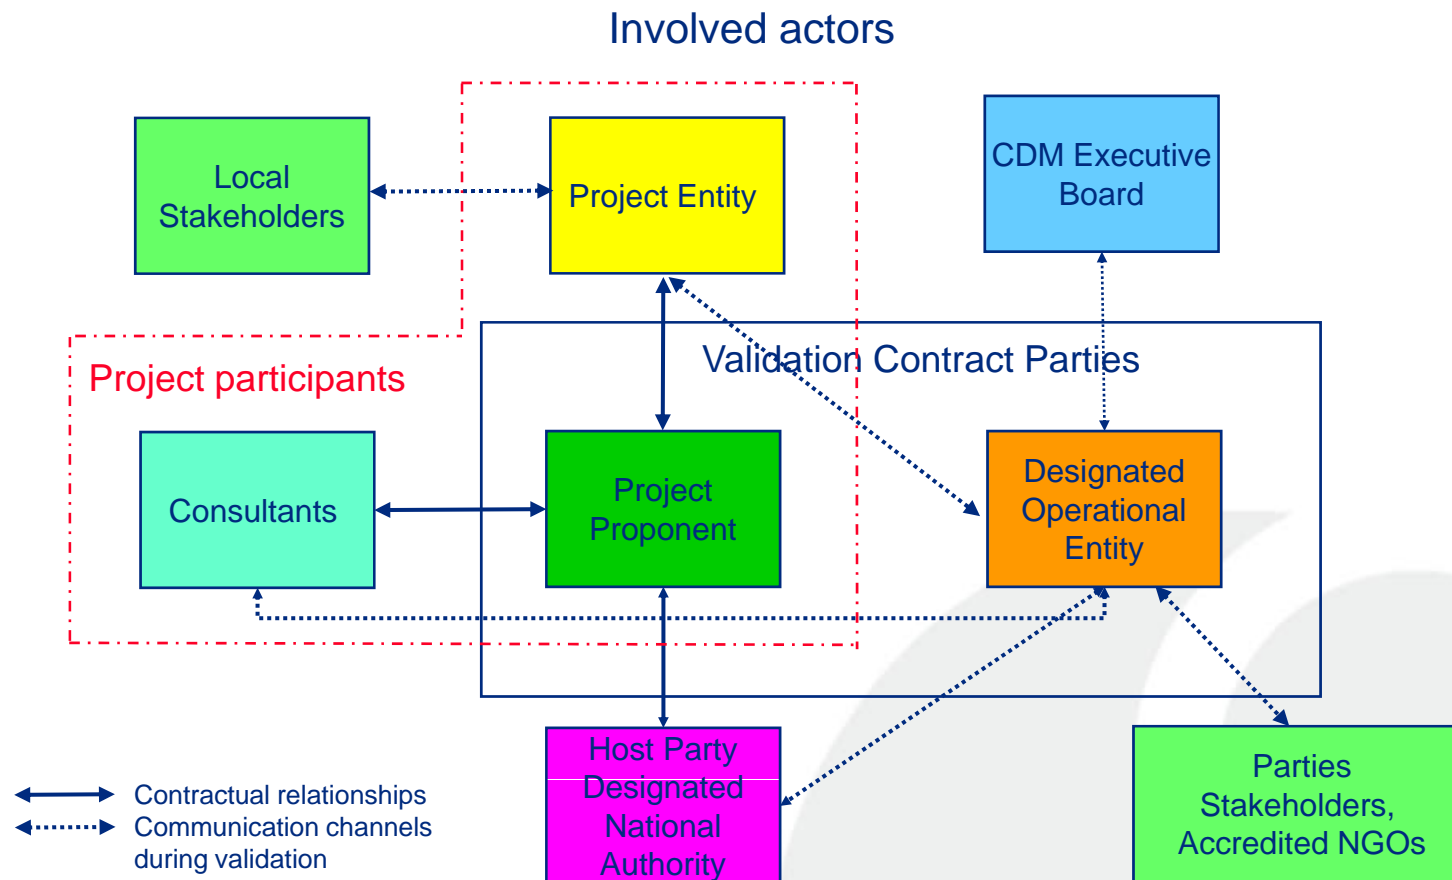 Involved actors
Local
Stakeholders
Project Entity
CDM Executive
Board
Validation Contract Parties
Project participants
Consultants
Project
Proponent
Designated
Operational
Entity
Host Party
Designated
National
Authority
Parties
Stakeholders,
Accredited NGOs
Contractual relationships
Communication channels
during validation